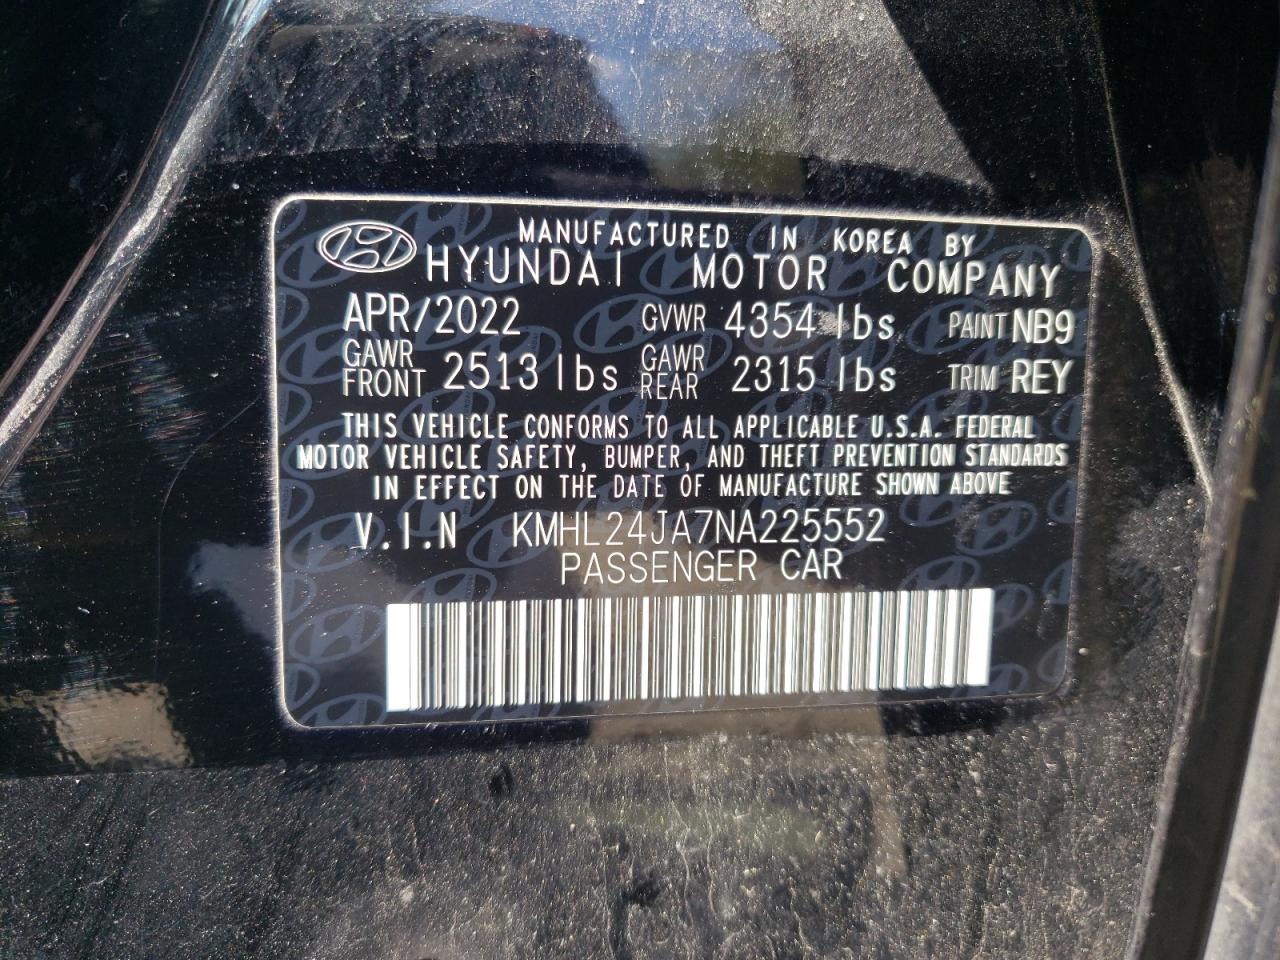 MANUFACTURED IN KOREA BY
HYUNDAI MOTOR COMPANY
APR/2022 GVWR 4354 lbs PAINT NB9
GAWR FRONT 2513 lbs GAWR REAR 2315 lbs TRIM REY
THIS VEHICLE CONFORMS TO ALL APPLICABLE U.S.A. FEDERAL
MOTOR VEHICLE SAFETY, BUMPER, AND THEFT PREVENTION STANDARDS
IN EFFECT ON THE DATE OF MANUFACTURE SHOWN ABOVE
V.I.N KMHL24JA7NA225552
PASSENGER CAR